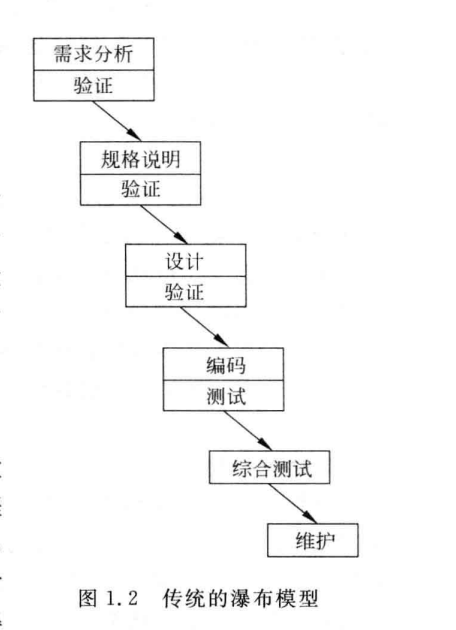 需求分析
验证
规格说明
验证
设计
验证
编码
测试
综合测试
维护
图 1.2 传统的瀑布模型